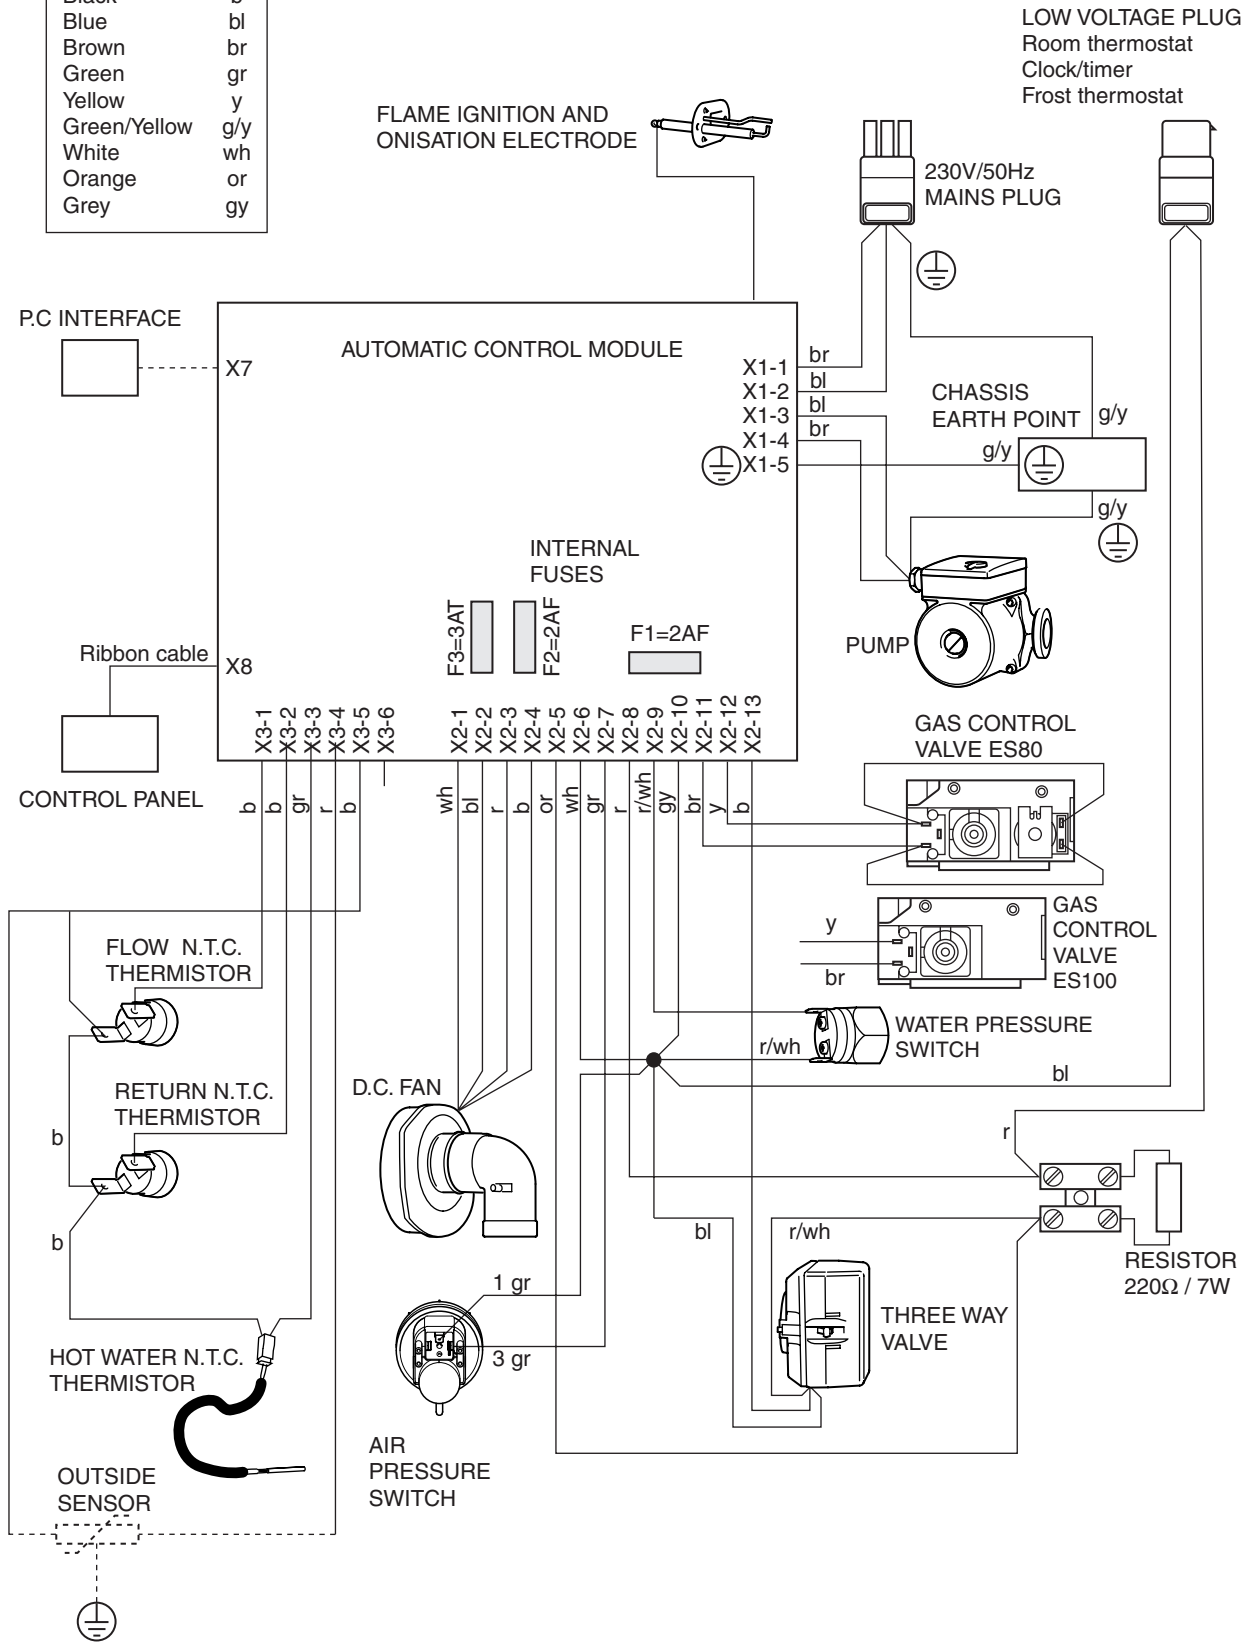 Black b
Blue bl
Brown br
Green gr
Yellow y
Green/Yellow g/y
White wh
Orange or
Grey gy
LOW VOLTAGE PLUG
Room thermostat
Clock/timer
Frost thermostat
FLAME IGNITION AND
ONISATION ELECTRODE
230V/50Hz
MAINS PLUG
P.C INTERFACE
X7
AUTOMATIC CONTROL MODULE
X1-1 br
X1-2 bl
X1-3 bl
X1-4 br
X1-5 g/y
CHASSIS
EARTH POINT
g/y
g/y
INTERNAL
FUSES
F3=3AT
F2=2AF
F1=2AF
PUMP
Ribbon cable
X8
CONTROL PANEL
X3-1
X3-2
X3-3
X3-4
X3-5
X3-6
X2-1
X2-2
X2-3
X2-4
X2-5
X2-6
X2-7
X2-8
X2-9
X2-10
X2-11
X2-12
X2-13
b
b
gr
r
b
wh
bl
r
b
or
wh
gr
r
r/wh
gy
br
y
b
GAS CONTROL
VALVE ES80
y
br
GAS
CONTROL
VALVE
ES100
FLOW N.T.C.
THERMISTOR
WATER PRESSURE
SWITCH
r/wh
bl
RETURN N.T.C.
THERMISTOR
D.C. FAN
b
b
r
bl
r/wh
RESISTOR
220Ω / 7W
1 gr
3 gr
THREE WAY
VALVE
HOT WATER N.T.C.
THERMISTOR
AIR
PRESSURE
SWITCH
OUTSIDE
SENSOR